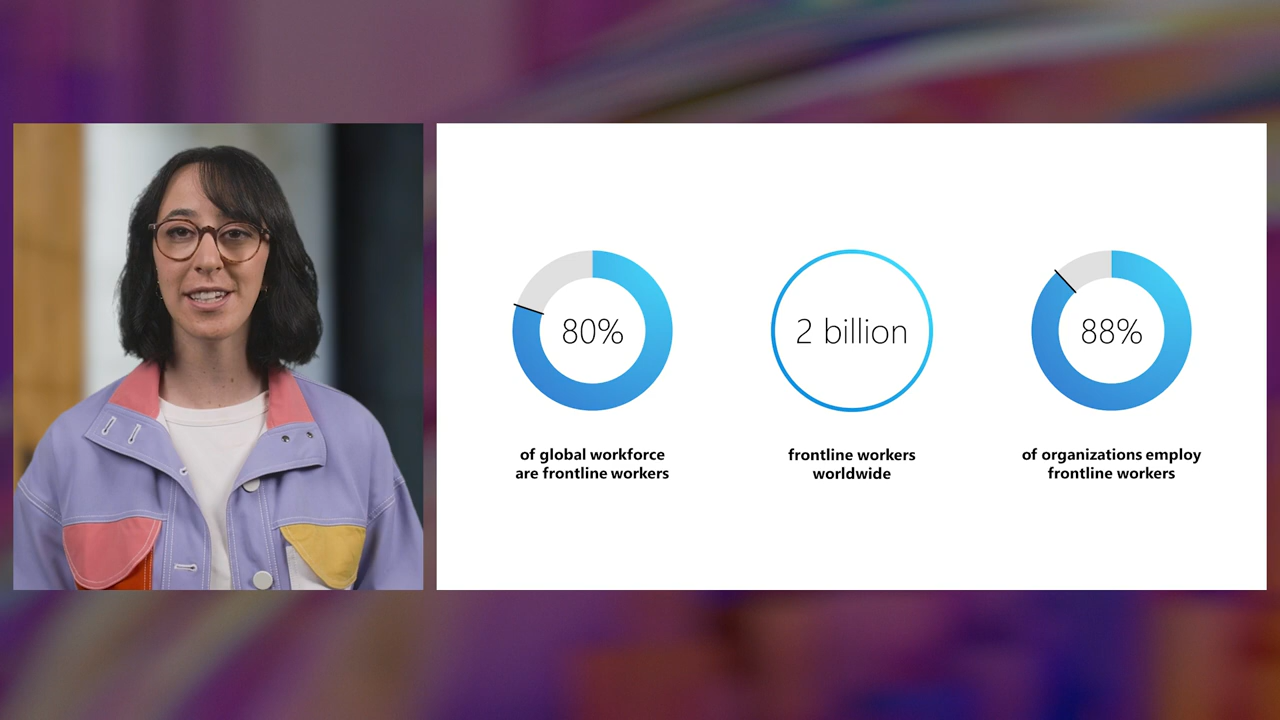 80%
of global workforce
are frontline workers
2 billion
frontline workers
worldwide
88%
of organizations employ
frontline workers